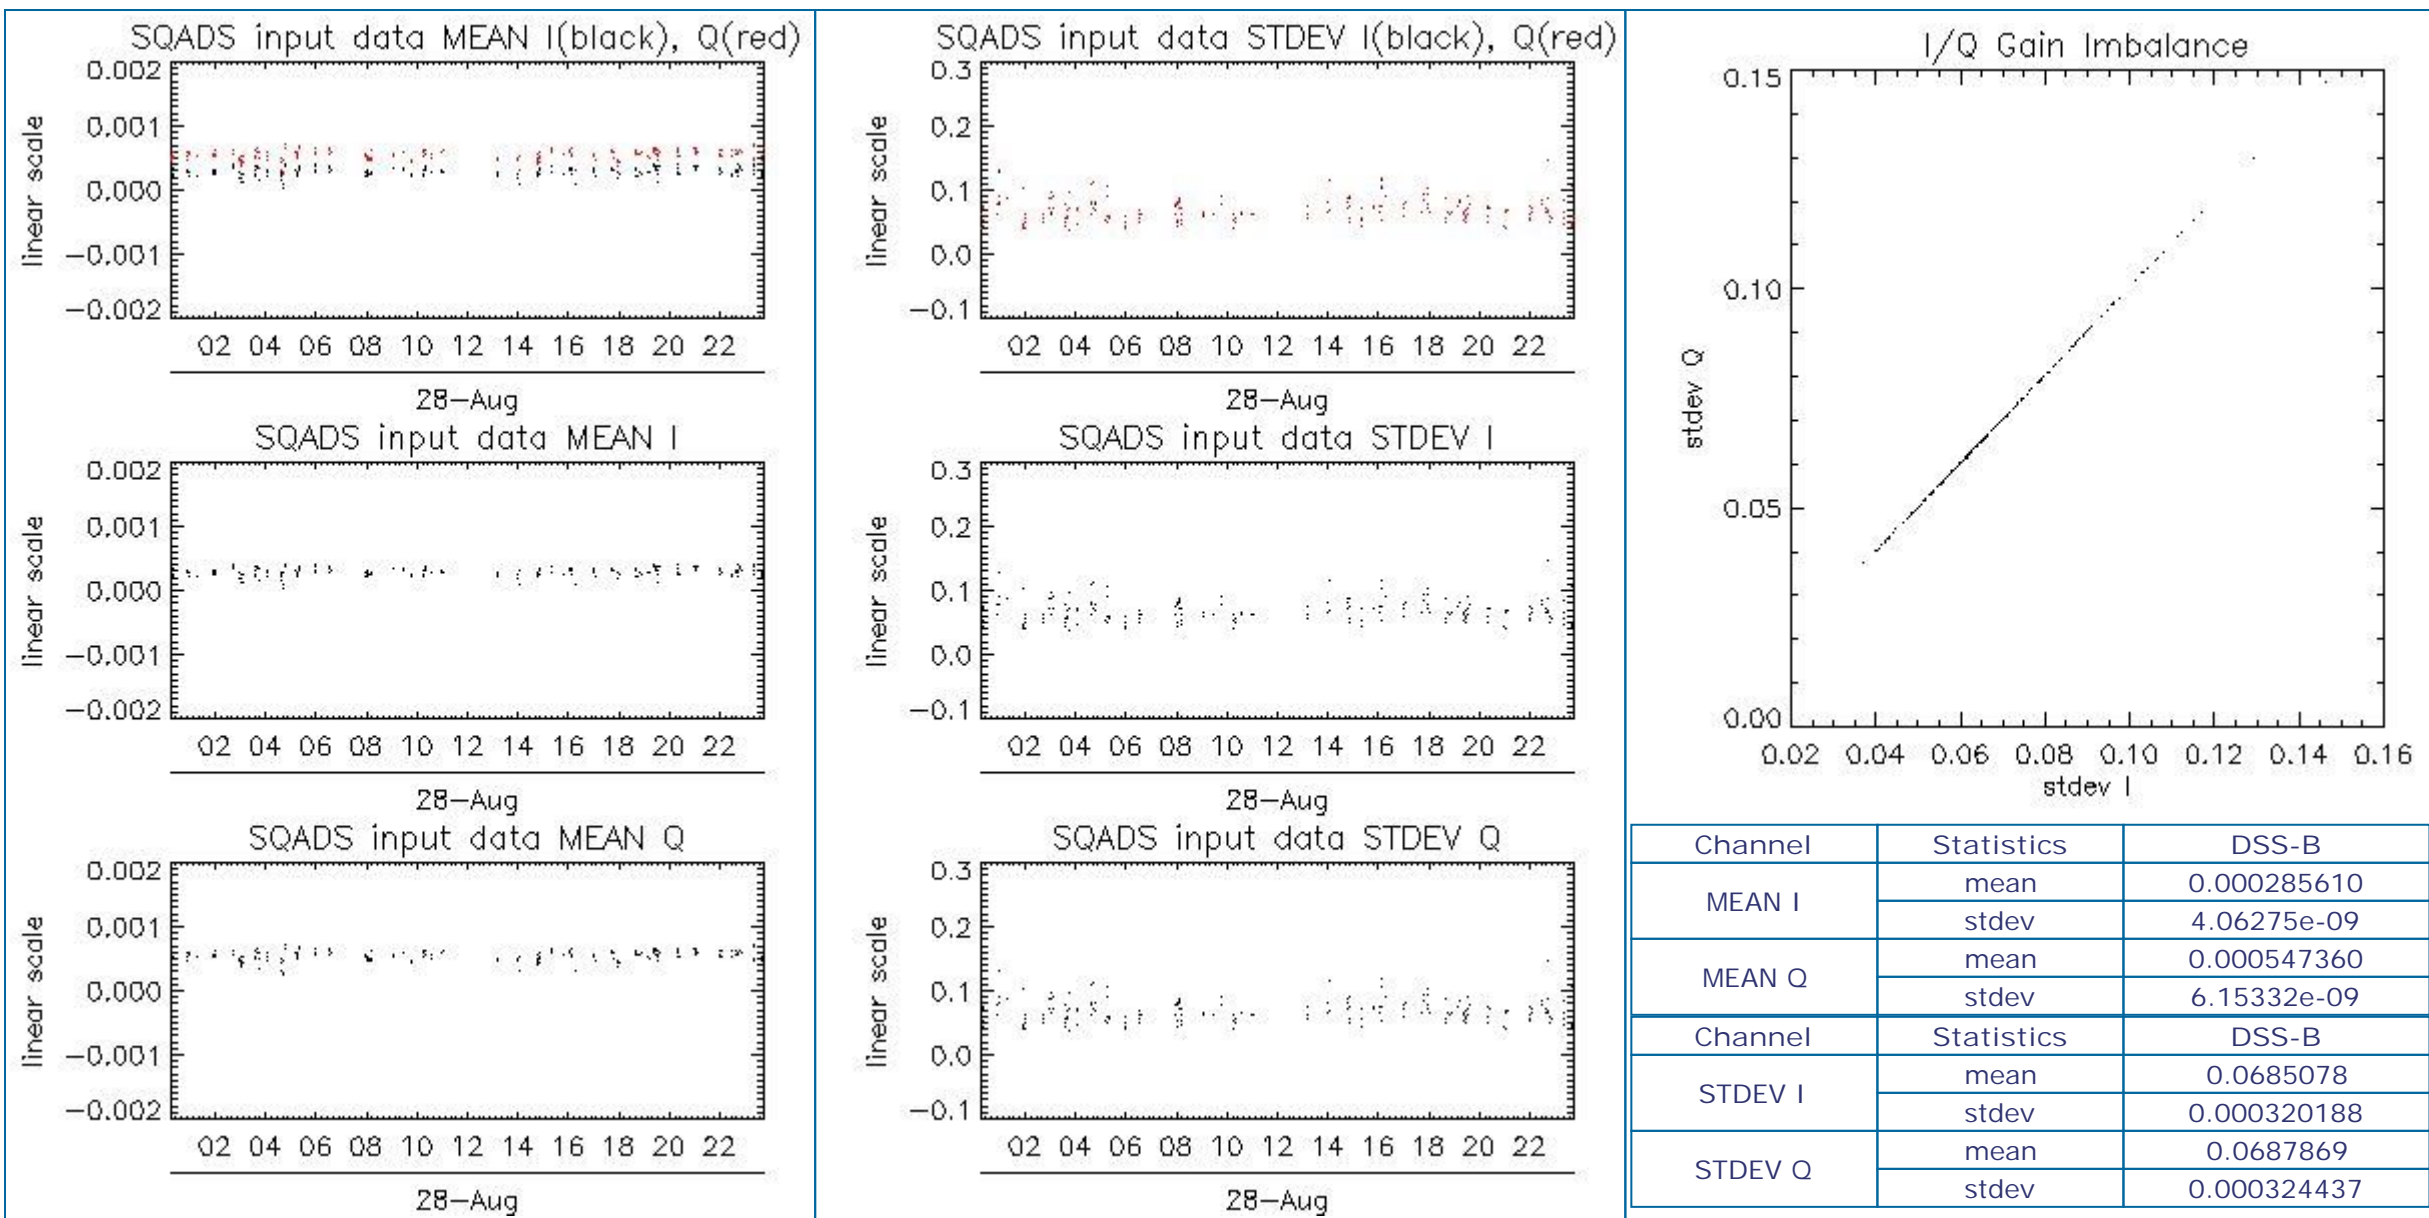 SQADS input data MEAN I(black), Q(red)
linear scale
0.002
0.001
0.000
−0.001
−0.002
02 04 06 08 10 12 14 16 18 20 22
28−Aug
SQADS input data MEAN I
linear scale
0.002
0.001
0.000
−0.001
−0.002
02 04 06 08 10 12 14 16 18 20 22
28−Aug
SQADS input data MEAN Q
linear scale
0.002
0.001
0.000
−0.001
−0.002
02 04 06 08 10 12 14 16 18 20 22
28−Aug
SQADS input data STDEV I(black), Q(red)
linear scale
0.3
0.2
0.1
0.0
−0.1
02 04 06 08 10 12 14 16 18 20 22
28−Aug
SQADS input data STDEV I
linear scale
0.3
0.2
0.1
0.0
−0.1
02 04 06 08 10 12 14 16 18 20 22
28−Aug
SQADS input data STDEV Q
linear scale
0.3
0.2
0.1
0.0
−0.1
02 04 06 08 10 12 14 16 18 20 22
28−Aug
I/Q Gain Imbalance
stdev Q
0.15
0.10
0.05
0.00
0.02 0.04 0.06 0.08 0.10 0.12 0.14 0.16
stdev I
Channel Statistics DSS-B
MEAN I mean 0.000285610
stdev 4.06275e-09
MEAN Q mean 0.000547360
stdev 6.15332e-09
Channel Statistics DSS-B
STDEV I mean 0.0685078
stdev 0.000320188
STDEV Q mean 0.0687869
stdev 0.000324437